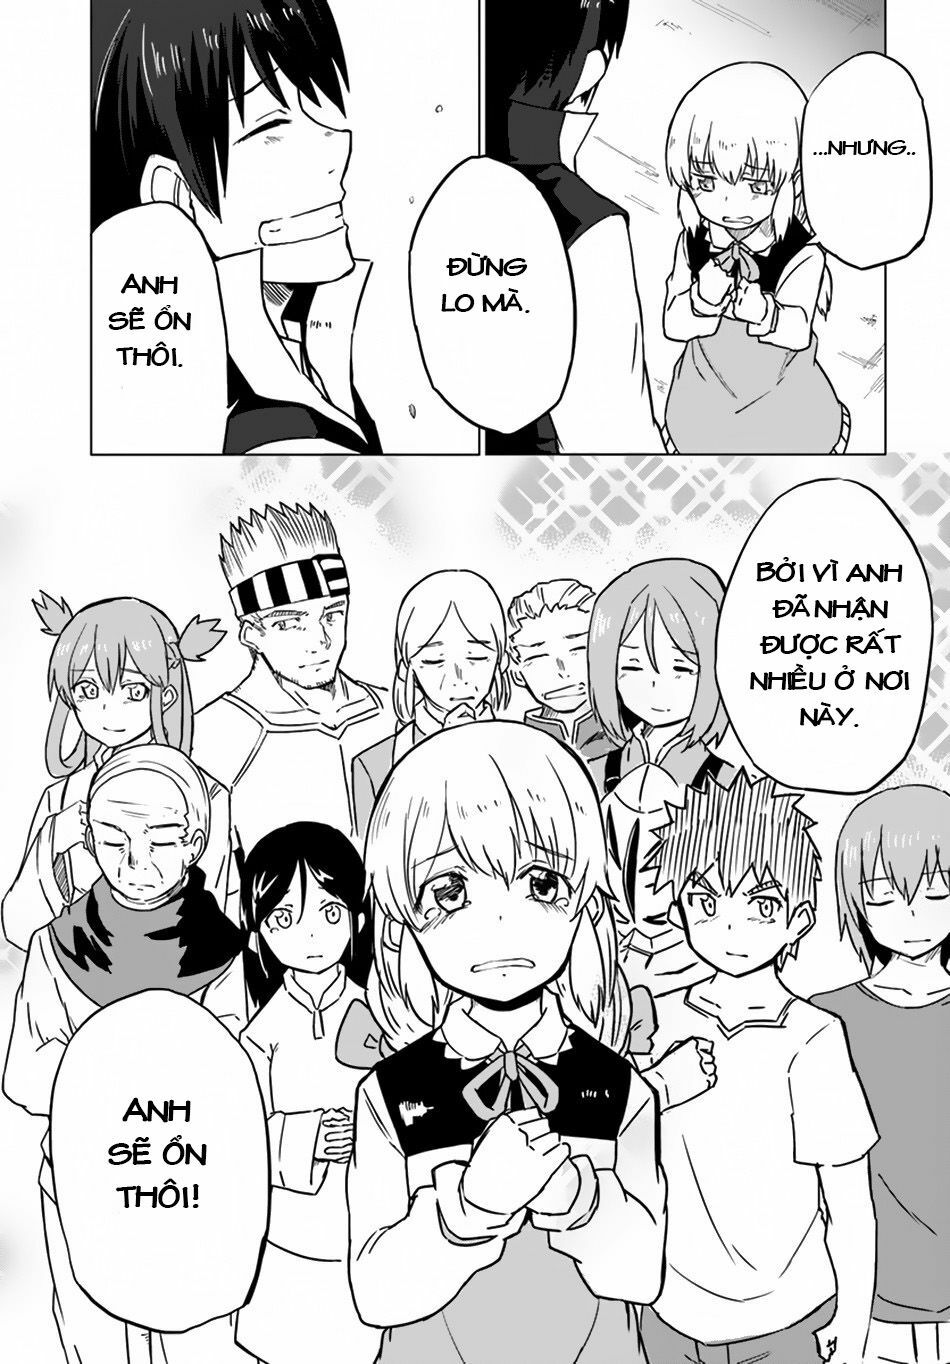 ...NHƯNG..
ĐỪNG
LO MÀ.
ANH
SẼ ỔN
THÔI.
BỞI VÌ ANH
ĐÃ NHẬN
ĐƯỢC RẤT
NHIỀU Ở NƠI
NÀY.
ANH
SẼ ỔN
THÔI!